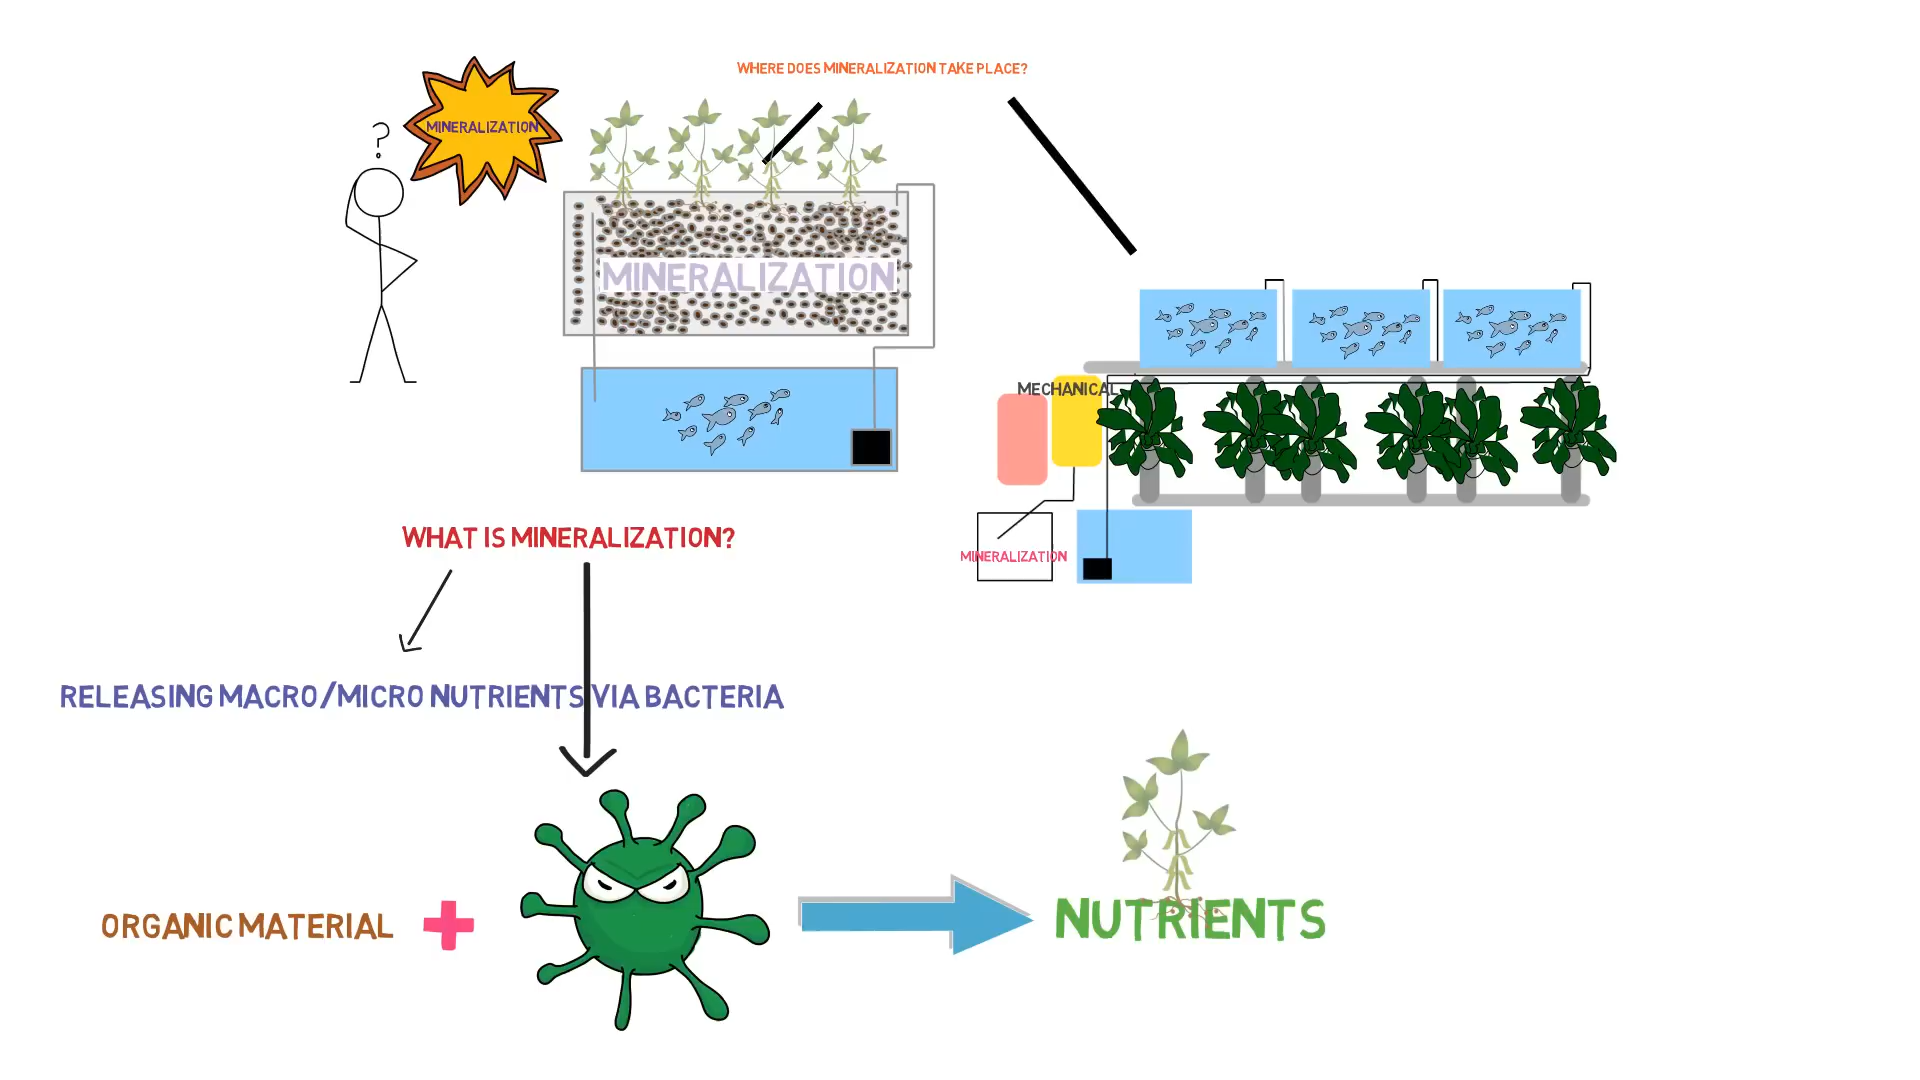 WHERE DOES MINERALIZATION TAKE PLACE?
?
MINERALIZATION
MINERALIZATION
MECHANICAL
WHAT IS MINERALIZATION?
MINERALIZATION
RELEASING MACRO/MICRO NUTRIENTS VIA BACTERIA
ORGANIC MATERIAL
+
NUTRIENTS